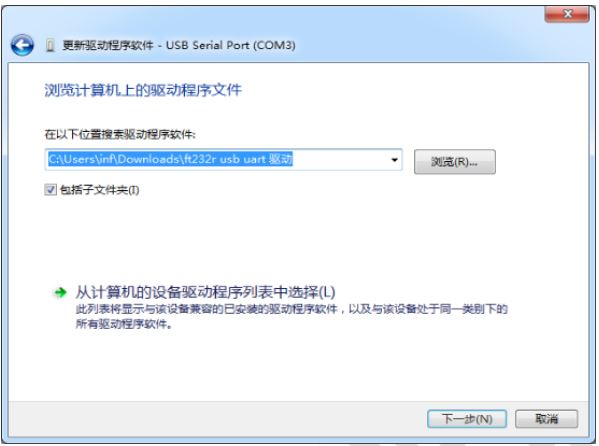 更新驱动程序软件 - USB Serial Port (COM3)
浏览计算机上的驱动程序文件
在以下位置搜索驱动程序软件:
C:\Users\inf\Downloads\ft232r usb uart 驱动
浏览(R)...
包括子文件夹(I)
从计算机的设备驱动程序列表中选择(L)
此列表将显示与该设备兼容的已安装的驱动程序软件，以及与该设备处于同一类别下的
所有驱动程序软件。
下一步(N)
取消